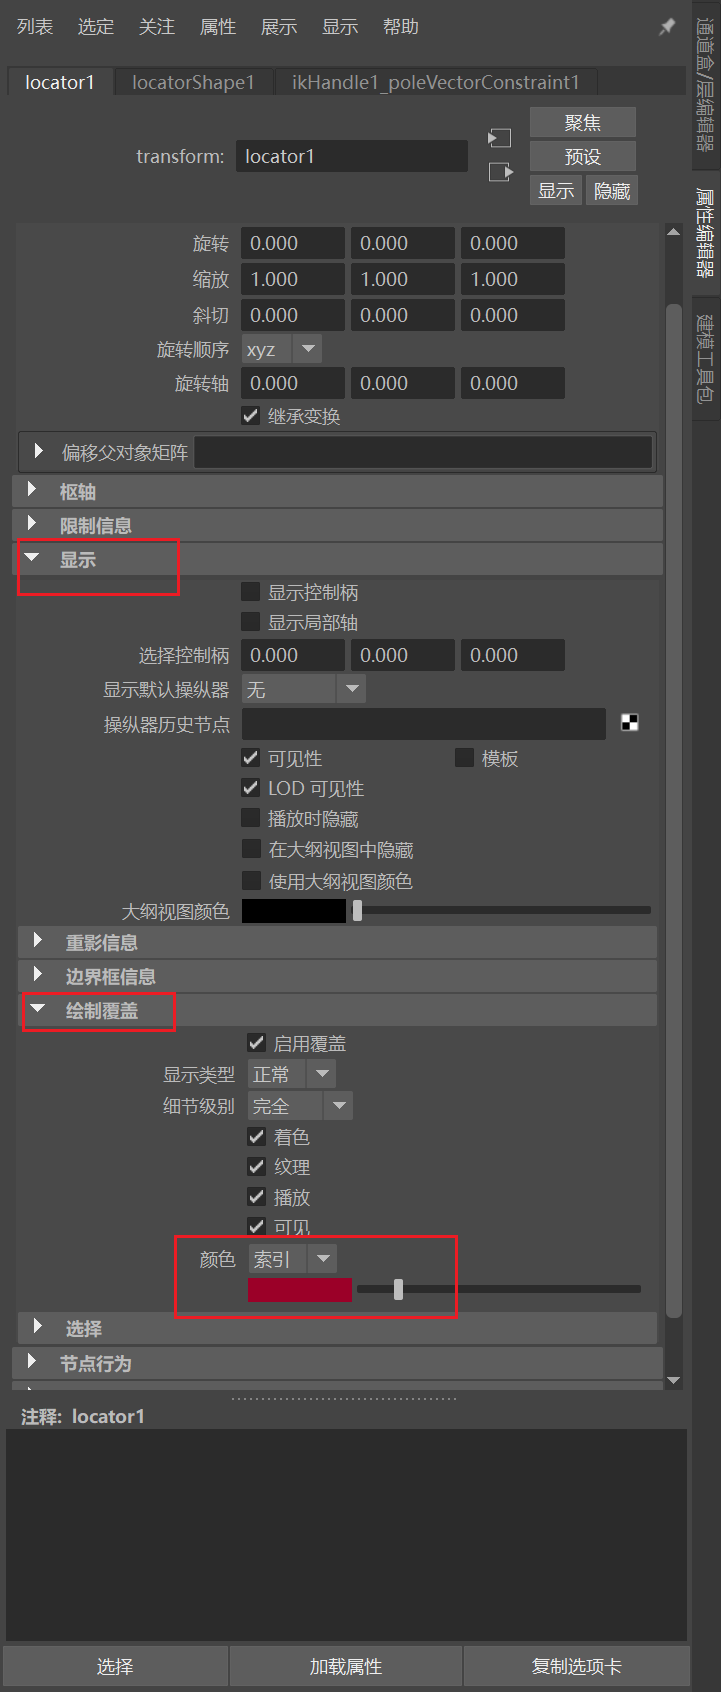 列表 选定 关注 属性 展示 显示 帮助
locator1 locatorShape1 ikHandle1_poleVectorConstraint1
聚焦
transform: locator1 预设
显示 隐藏
旋转 0.000 0.000 0.000
缩放 1.000 1.000 1.000
斜切 0.000 0.000 0.000
旋转顺序 xyz
旋转轴 0.000 0.000 0.000
继承变换
偏移父对象矩阵
枢轴
限制信息
显示
显示控制柄
显示局部轴
选择控制柄 0.000 0.000 0.000
显示默认操纵器 无
操纵器历史节点
可见性 模板
LOD 可见性
播放时隐藏
在大纲视图中隐藏
使用大纲视图颜色
大纲视图颜色
重影信息
边界框信息
绘制覆盖
启用覆盖
显示类型 正常
细节级别 完全
着色
纹理
播放
可见
颜色 索引
选择
节点行为
注释: locator1
选择 加载属性 复制选项卡
通道盒/层编辑器
属性编辑器
建模工具包